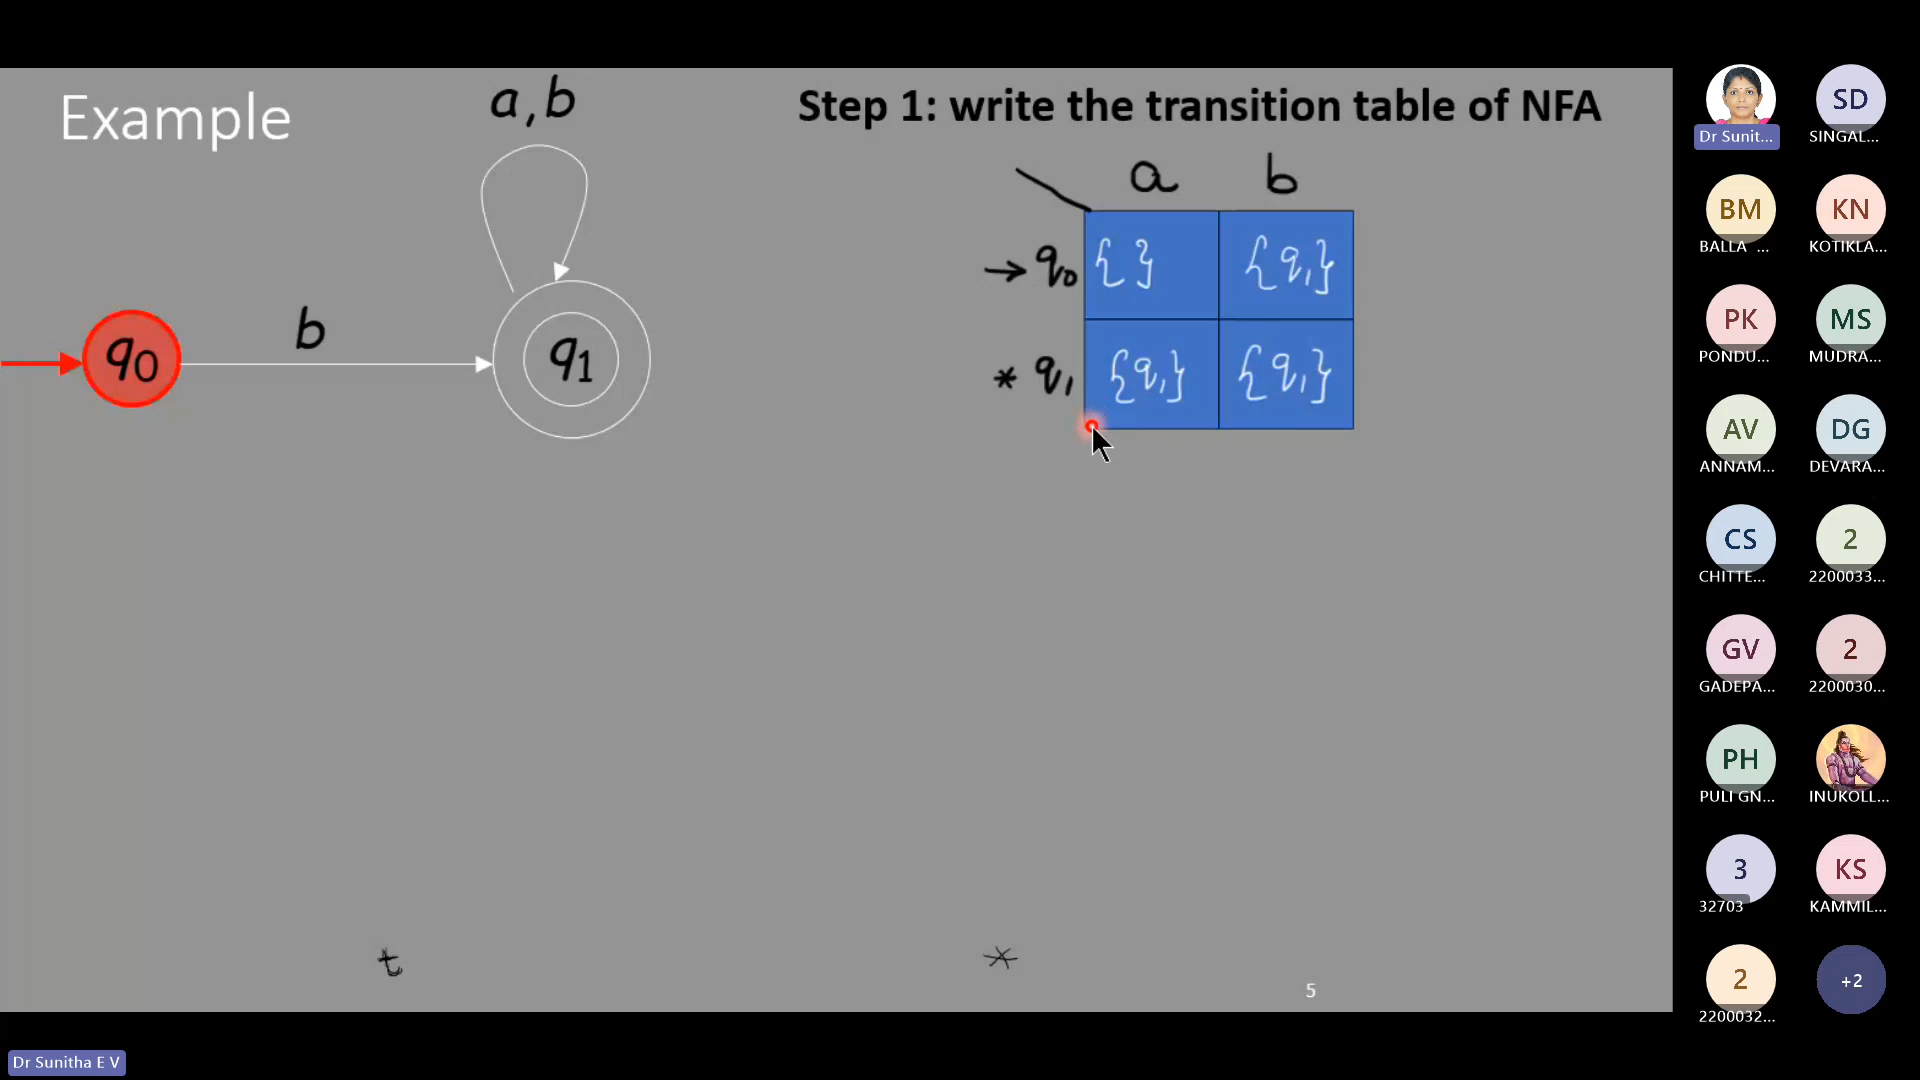 Example
a,b
Step 1: write the transition table of NFA
a b
→ q0 { } {q1}
* q1 {q1} {q1}
q0
b
q1
t
*
5
Dr Sunit...
SD
SINGAL...
BM
BALLA ...
KN
KOTIKLA...
PK
PONDU...
MS
MUDRA...
AV
ANNAM...
DG
DEVARA...
CS
CHITTE...
2
2200033...
GV
GADEPA...
2
2200030...
PH
PULI GN...
INUKOLL...
3
32703
KS
KAMMIL...
2
2200032...
+2
Dr Sunitha E V